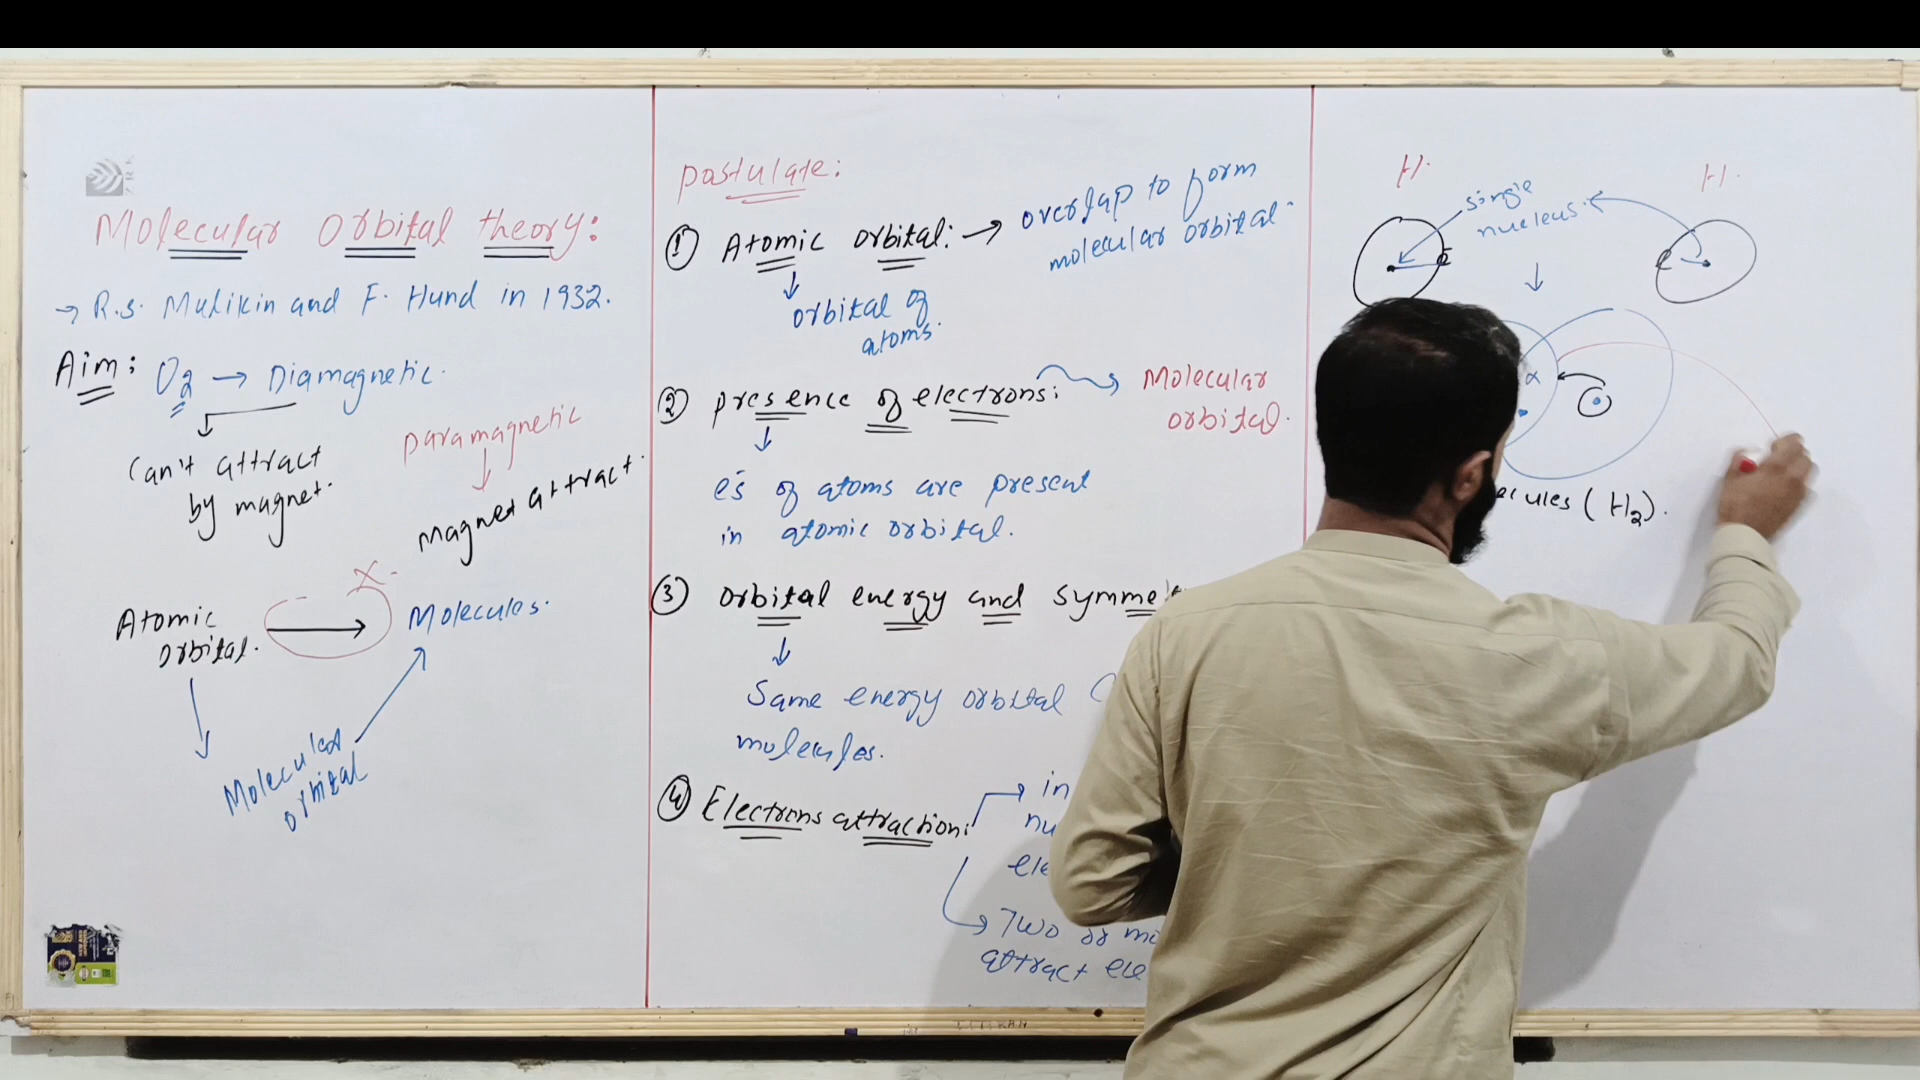 Molecular Orbital theory:
→ R.s. Mulikin and F. Hund in 1932.
Aim: O2 → Diamagnetic.
Can't attract
by magnet.
paramagnetic
magnet attract.
Atomic
orbital.
X
Molecules.
Molecular
orbital
postulate:
① Atomic orbital: → overlap to form
molecular orbital.
orbital of
atoms.
② presence of electrons: Molecular
orbital.
es of atoms are present
in atomic orbital.
③ orbital energy and
Same energy orbital
molecules.
④ Electrons attraction:
in
Two or
attract
H.
H.
single
nucleus.
e
e
(H2).